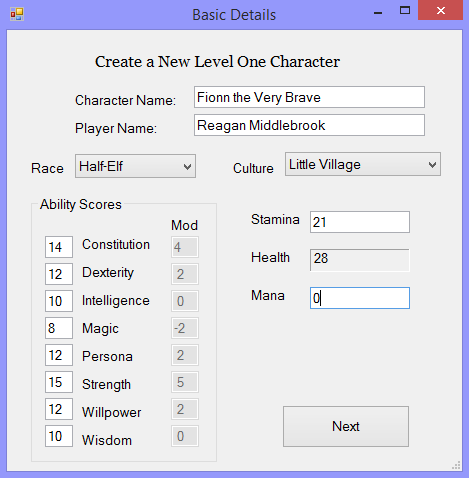 Basic Details
Create a New Level One Character
Character Name: Fionn the Very Brave
Player Name: Reagan Middlebrook
Race Half-Elf Culture Little Village
Ability Scores
Mod
14 Constitution 4
12 Dexterity 2
10 Intelligence 0
8 Magic -2
12 Persona 2
15 Strength 5
12 Willpower 2
10 Wisdom 0
Stamina 21
Health 28
Mana 0
Next